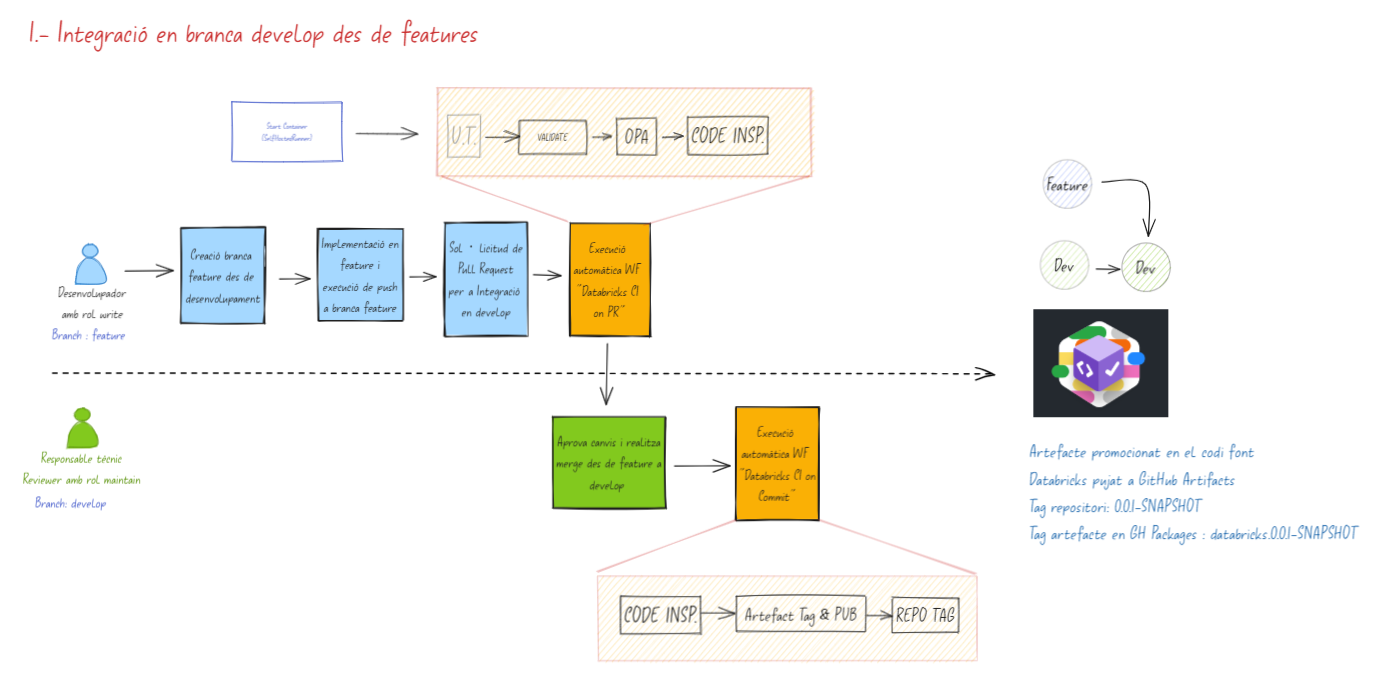 1.- Integració en branca develop des de features
Start Container
U.T.
VALIDATE
OPA
CODE INSP.
Desenvolupador
amb rol write
Branch : feature
Creació branca
feature des de
desenvolupament
Implementació en
feature i
execució de push
a branca feature
Sol · licitud de
Pull Request
per a Integració
en develop
Execució
automática WF
"Databricks CI
on PR"
Feature
Dev
Dev
Responsable tècnic
Reviewer amb rol maintain
Branch: develop
Aprova canvis i realitza
merge des de feature a
develop
Execució
automática WF
"Databricks CI on
Commit"
CODE INSP.
Artefact Tag & PUB
REPO TAG
Artefacte promocionat en el codi font
Databricks pujat a GitHub Artifacts
Tag repositori: 0.0.1-SNAPSHOT
Tag artefacte en GH Packages : databricks.0.0.1-SNAPSHOT